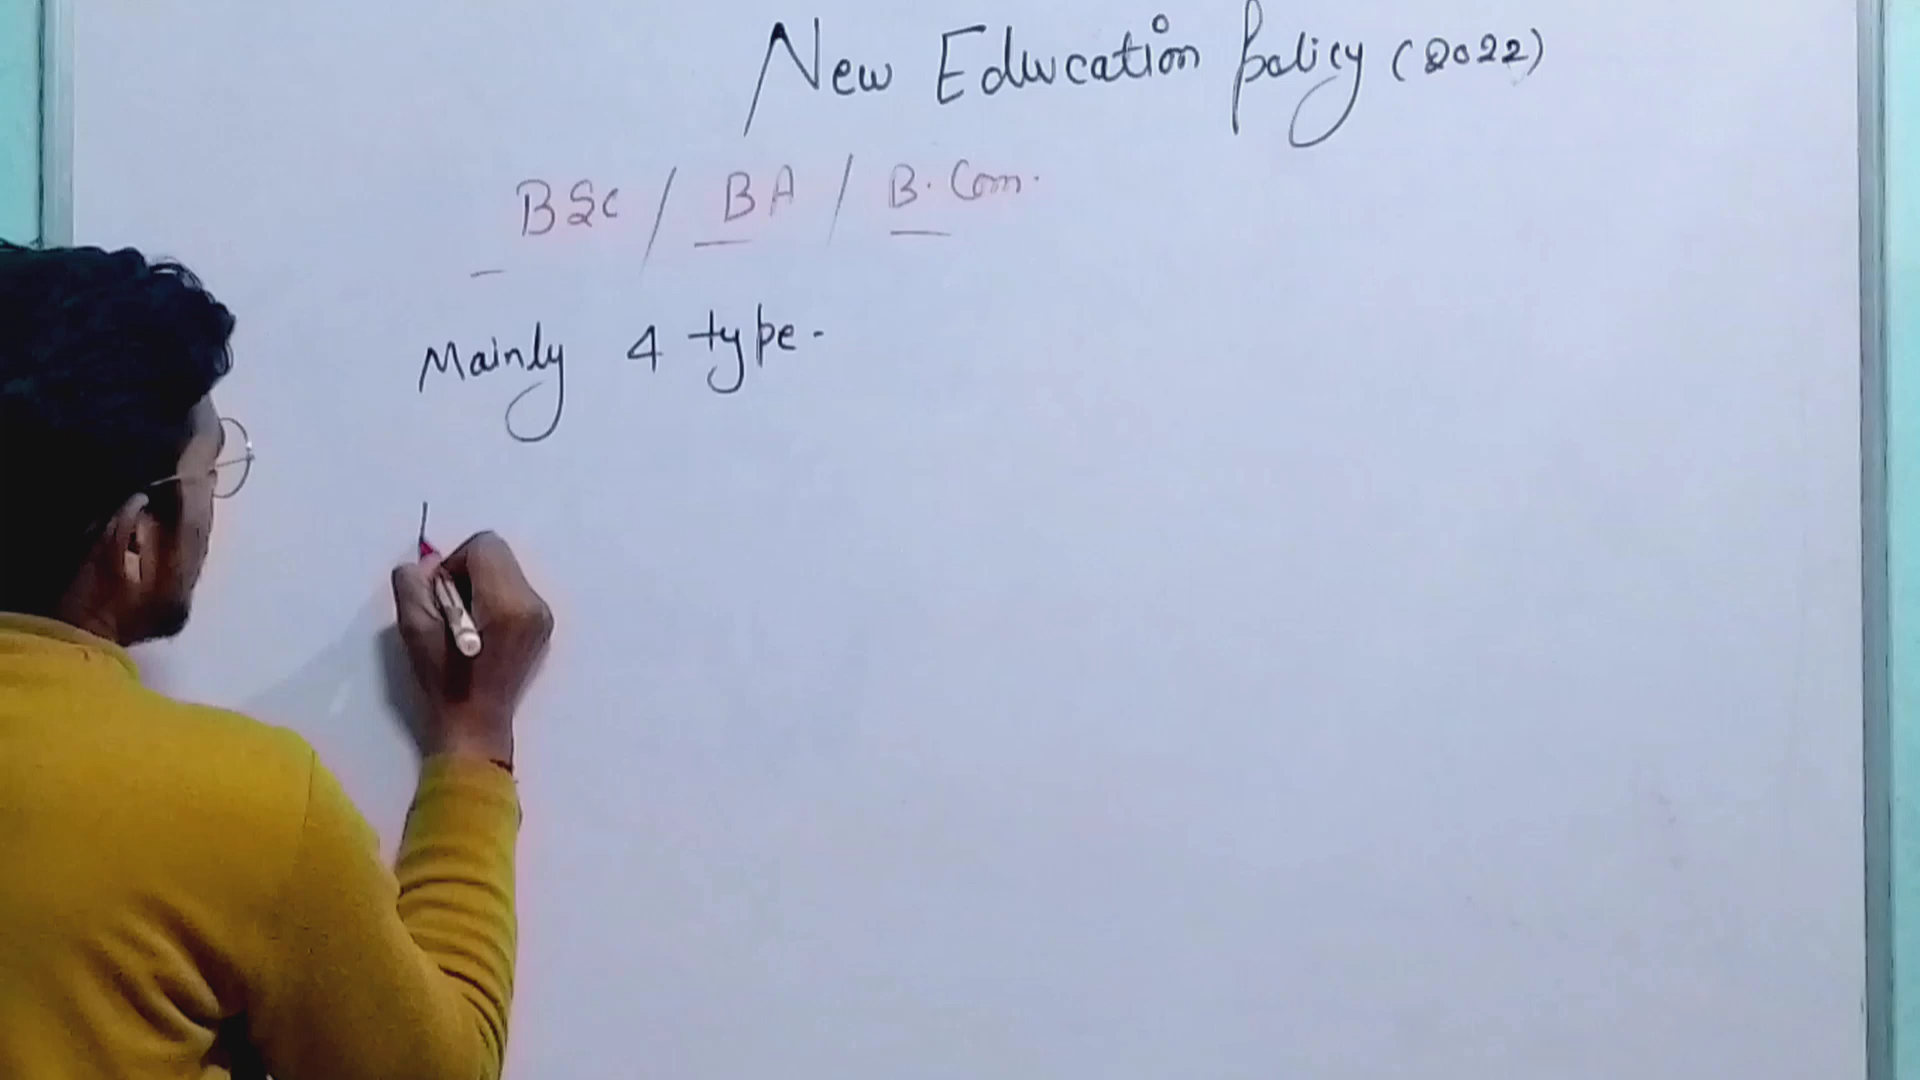 New Education policy (2022)
BSc / BA / B. Com.
Mainly 4 type -